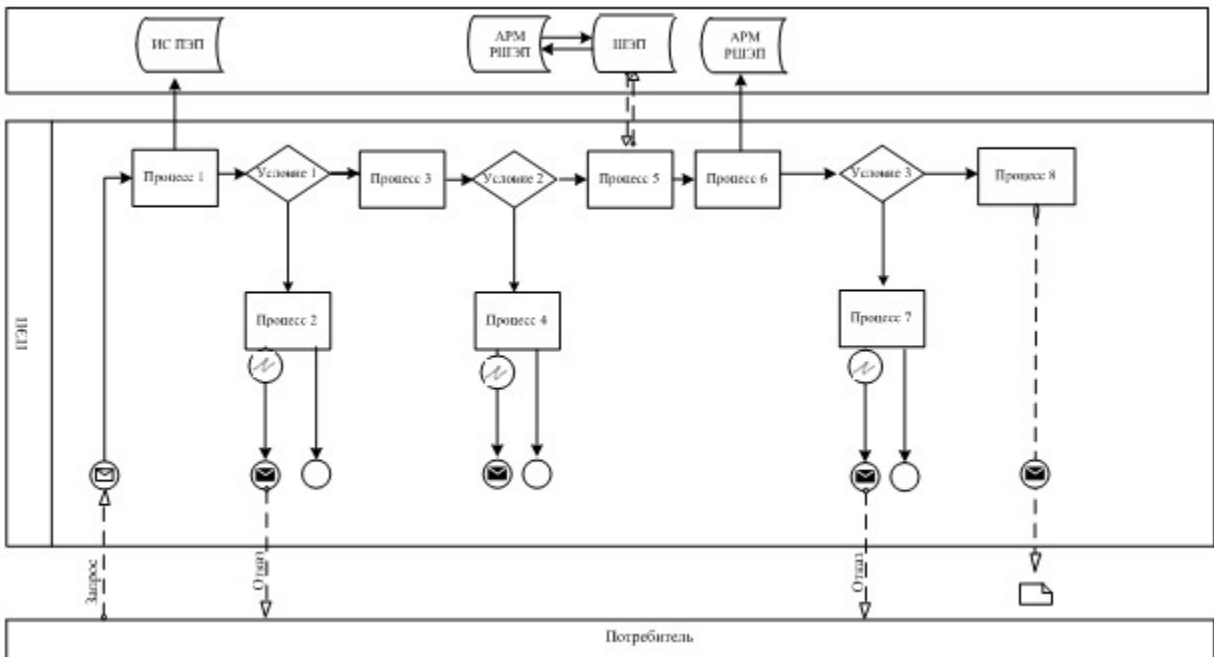 ИС ПЭП
АРМ
РШЭП
ШЭП
АРМ
РШЭП
Процесс 1
Условие 1
Процесс 3
Условие 2
Процесс 5
Процесс 6
Условие 3
Процесс 8
Процесс 2
Процесс 4
Процесс 7
Запрос
Отказ
Отказ
Потребитель